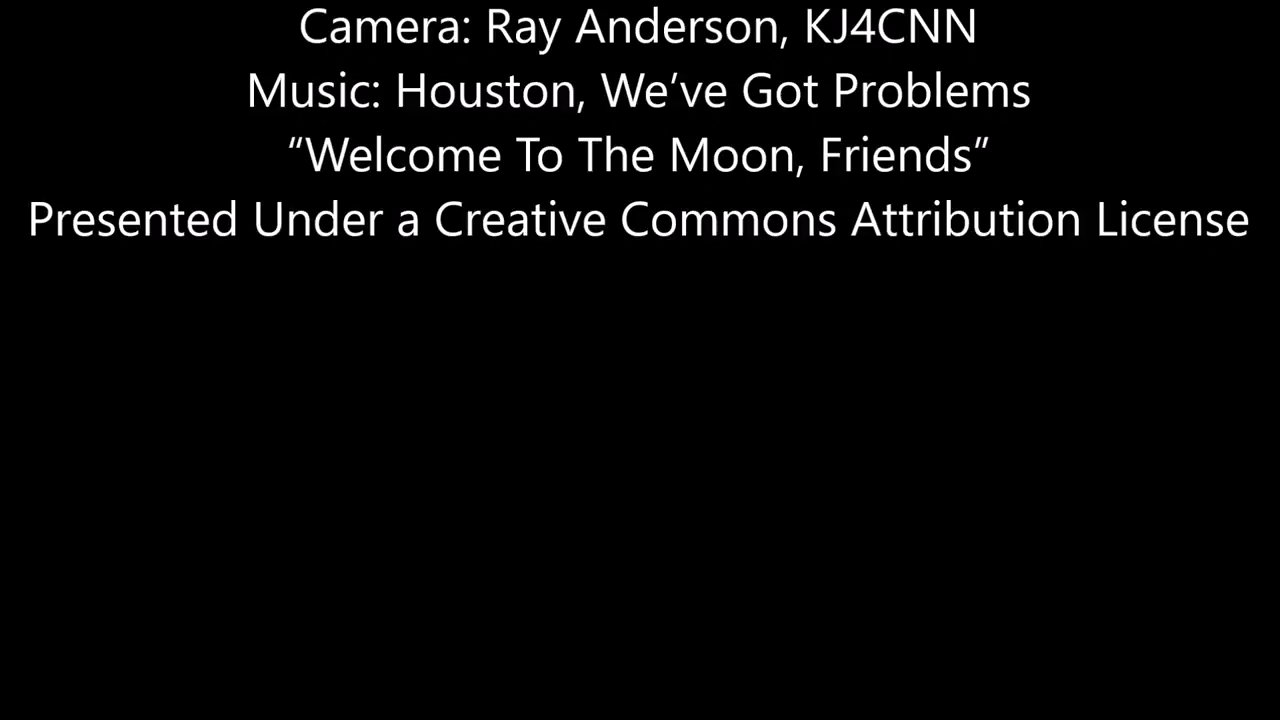 Camera: Ray Anderson, KJ4CNN
Music: Houston, We’ve Got Problems
“Welcome To The Moon, Friends”
Presented Under a Creative Commons Attribution License